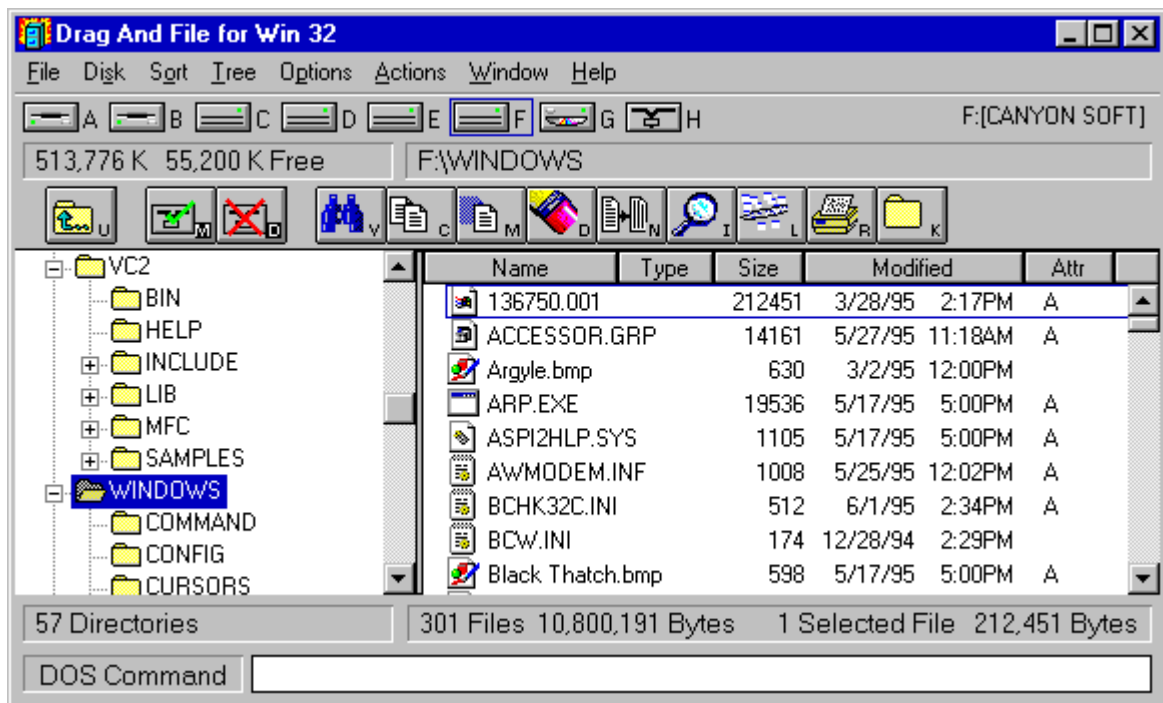 Drag And File for Win 32
File Disk Sort Tree Options Actions Window Help
A B C D E F G H F:[CANYON SOFT]
513,776 K 55,200 K Free F:\WINDOWS
U M D V C M D N I L R K
VC2 Name Type Size Modified Attr
BIN 136750.001 212451 3/28/95 2:17PM A
HELP ACCESSOR.GRP 14161 5/27/95 11:18AM A
INCLUDE Argyle.bmp 630 3/2/95 12:00PM
LIB ARP.EXE 19536 5/17/95 5:00PM A
MFC ASPI2HLP.SYS 1105 5/17/95 5:00PM A
SAMPLES AWMODEM.INF 1008 5/25/95 12:02PM A
WINDOWS BCHK32C.INI 512 6/1/95 2:34PM A
COMMAND BCW.INI 174 12/28/94 2:29PM
CONFIG Black Thatch.bmp 598 5/17/95 5:00PM A
CURSORS
57 Directories 301 Files 10,800,191 Bytes 1 Selected File 212,451 Bytes
DOS Command